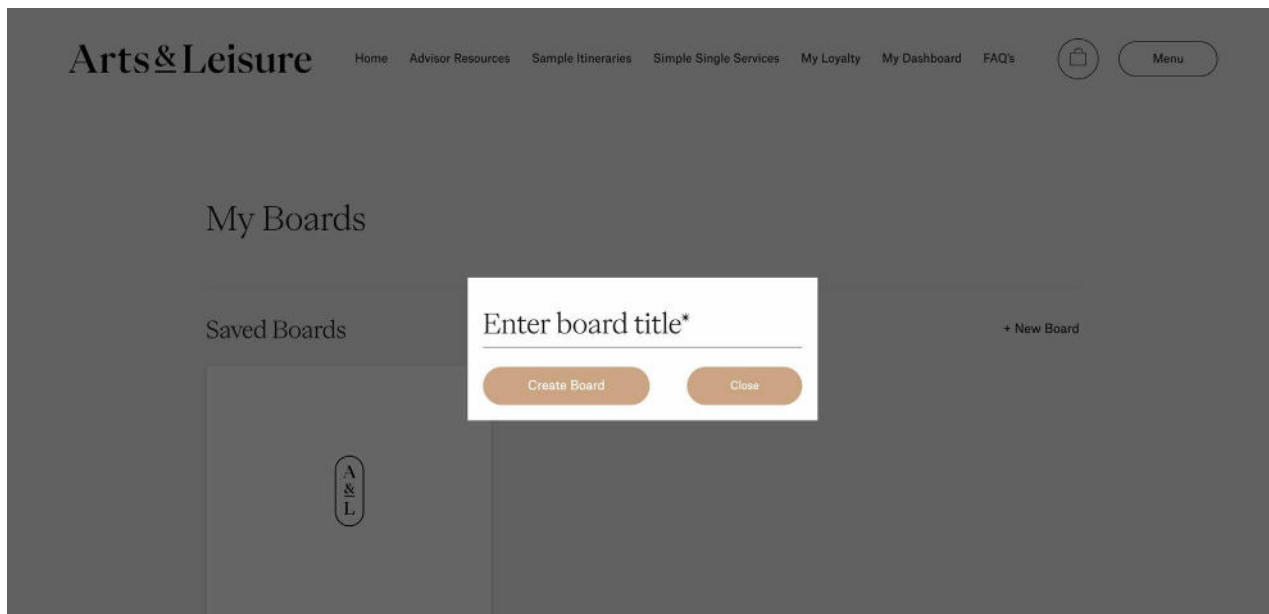 Arts&Leisure Home Advisor Resources Sample Itineraries Simple Single Services My Loyalty My Dashboard FAQ's Menu
My Boards
Enter board title*
Saved Boards + New Board
Create Board Close
A
&
L